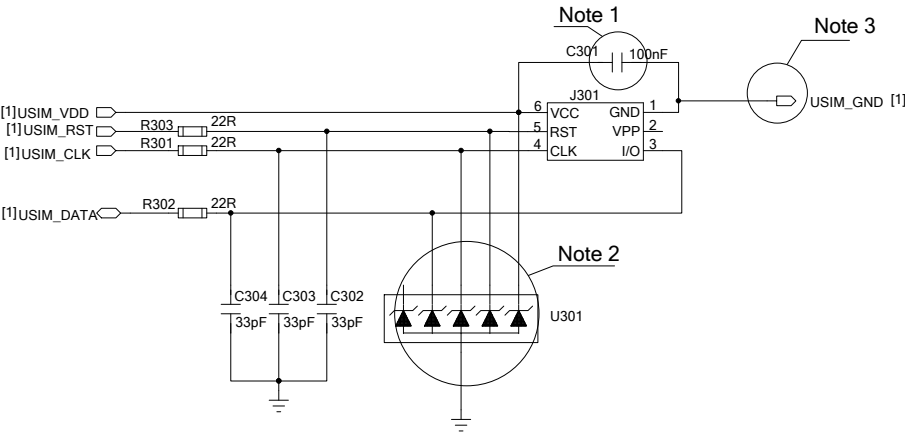 Note 1
Note 3
C301 100nF
J301
[1]USIM_VDD
6 VCC GND 1
USIM_GND [1]
[1]USIM_RST R303 22R
5 RST VPP 2
[1]USIM_CLK R301 22R
4 CLK I/O 3
[1]USIM_DATA R302 22R
Note 2
C304 C303 C302
33pF 33pF 33pF
U301